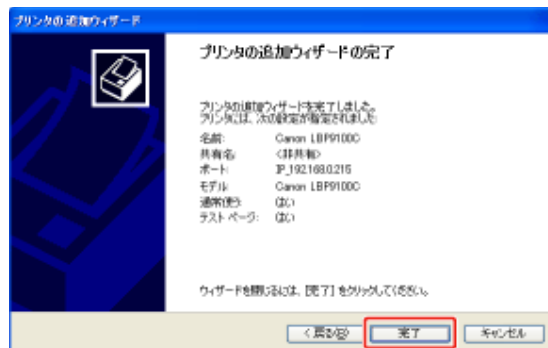 プリンタの追加ウィザード
プリンタの追加ウィザードの完了
プリンタの追加ウィザードを完了しました。
プリンタには、次の設定が指定されました:
名前: Canon LBP9100C
共有名: <非共有>
ポート: IP_192.168.0.215
モデル: Canon LBP9100C
通常使う: はい
テスト ページ: はい
ウィザードを閉じるには、[完了] をクリックしてください。
< 戻る(B)
完了
キャンセル